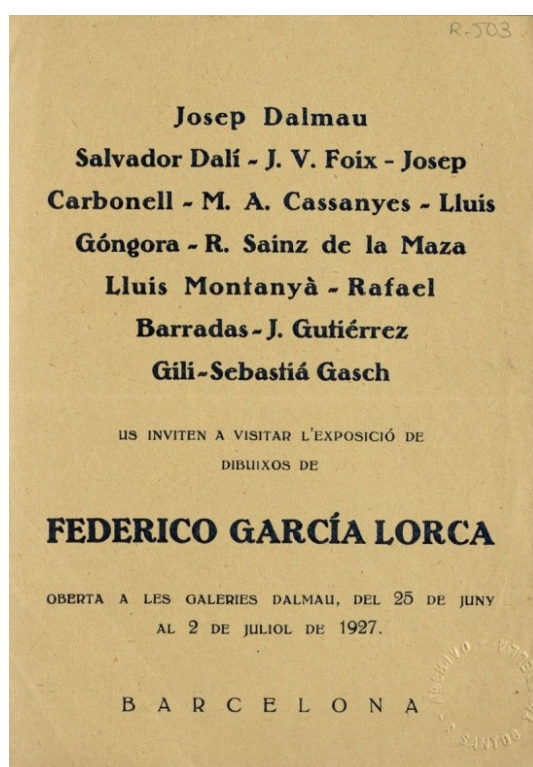 R-503
Josep Dalmau
Salvador Dalí - J. V. Foix - Josep
Carbonell - M. A. Cassanyes - Lluis
Góngora - R. Sainz de la Maza
Lluis Montanyà - Rafael
Barradas - J. Gutiérrez
Gili - Sebastiá Gasch
US INVITEN A VISITAR L'EXPOSICIÓ DE
DIBUIXOS DE
FEDERICO GARCÍA LORCA
OBERTA A LES GALERIES DALMAU, DEL 25 DE JUNY
AL 2 DE JULIOL DE 1927.
BARCELONA
ARCHIVO
SANTOS